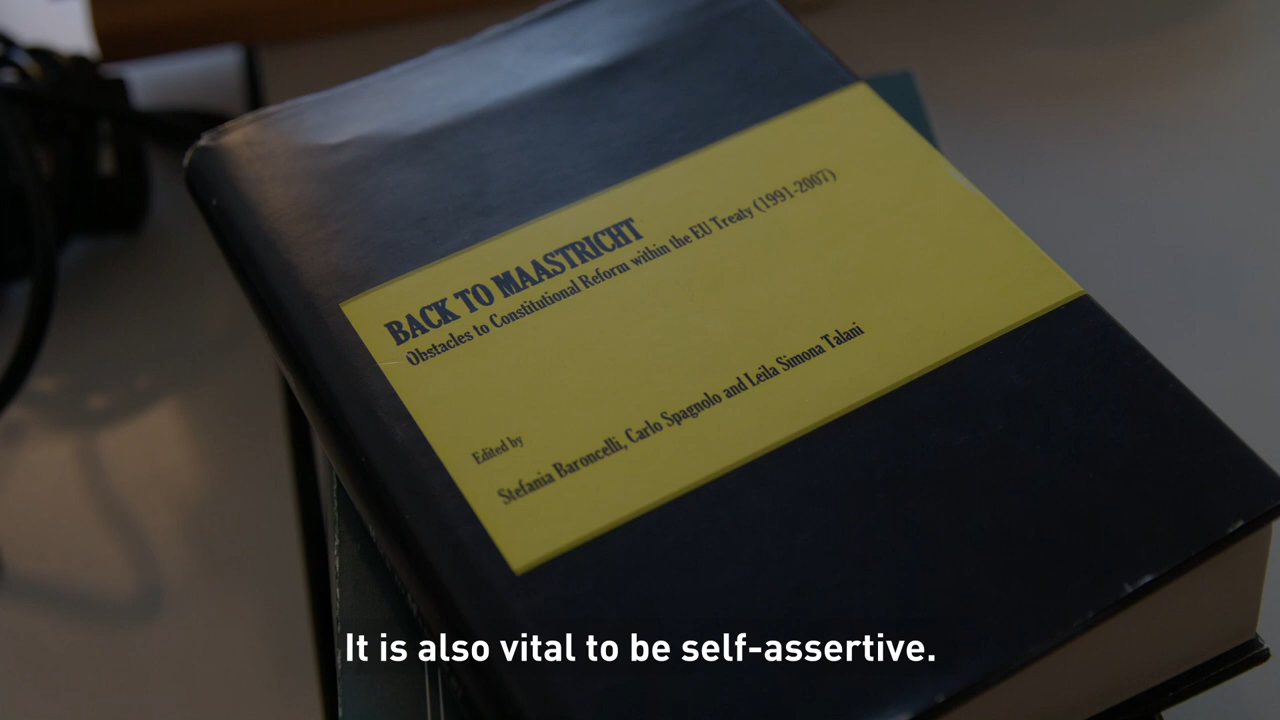 BACK TO MAASTRICHT
Obstacles to Constitutional Reform within the EU Treaty (1991-2007)
Edited by
Stefania Baroncelli, Carlo Spagnolo and Leila Simona Talani
It is also vital to be self-assertive.